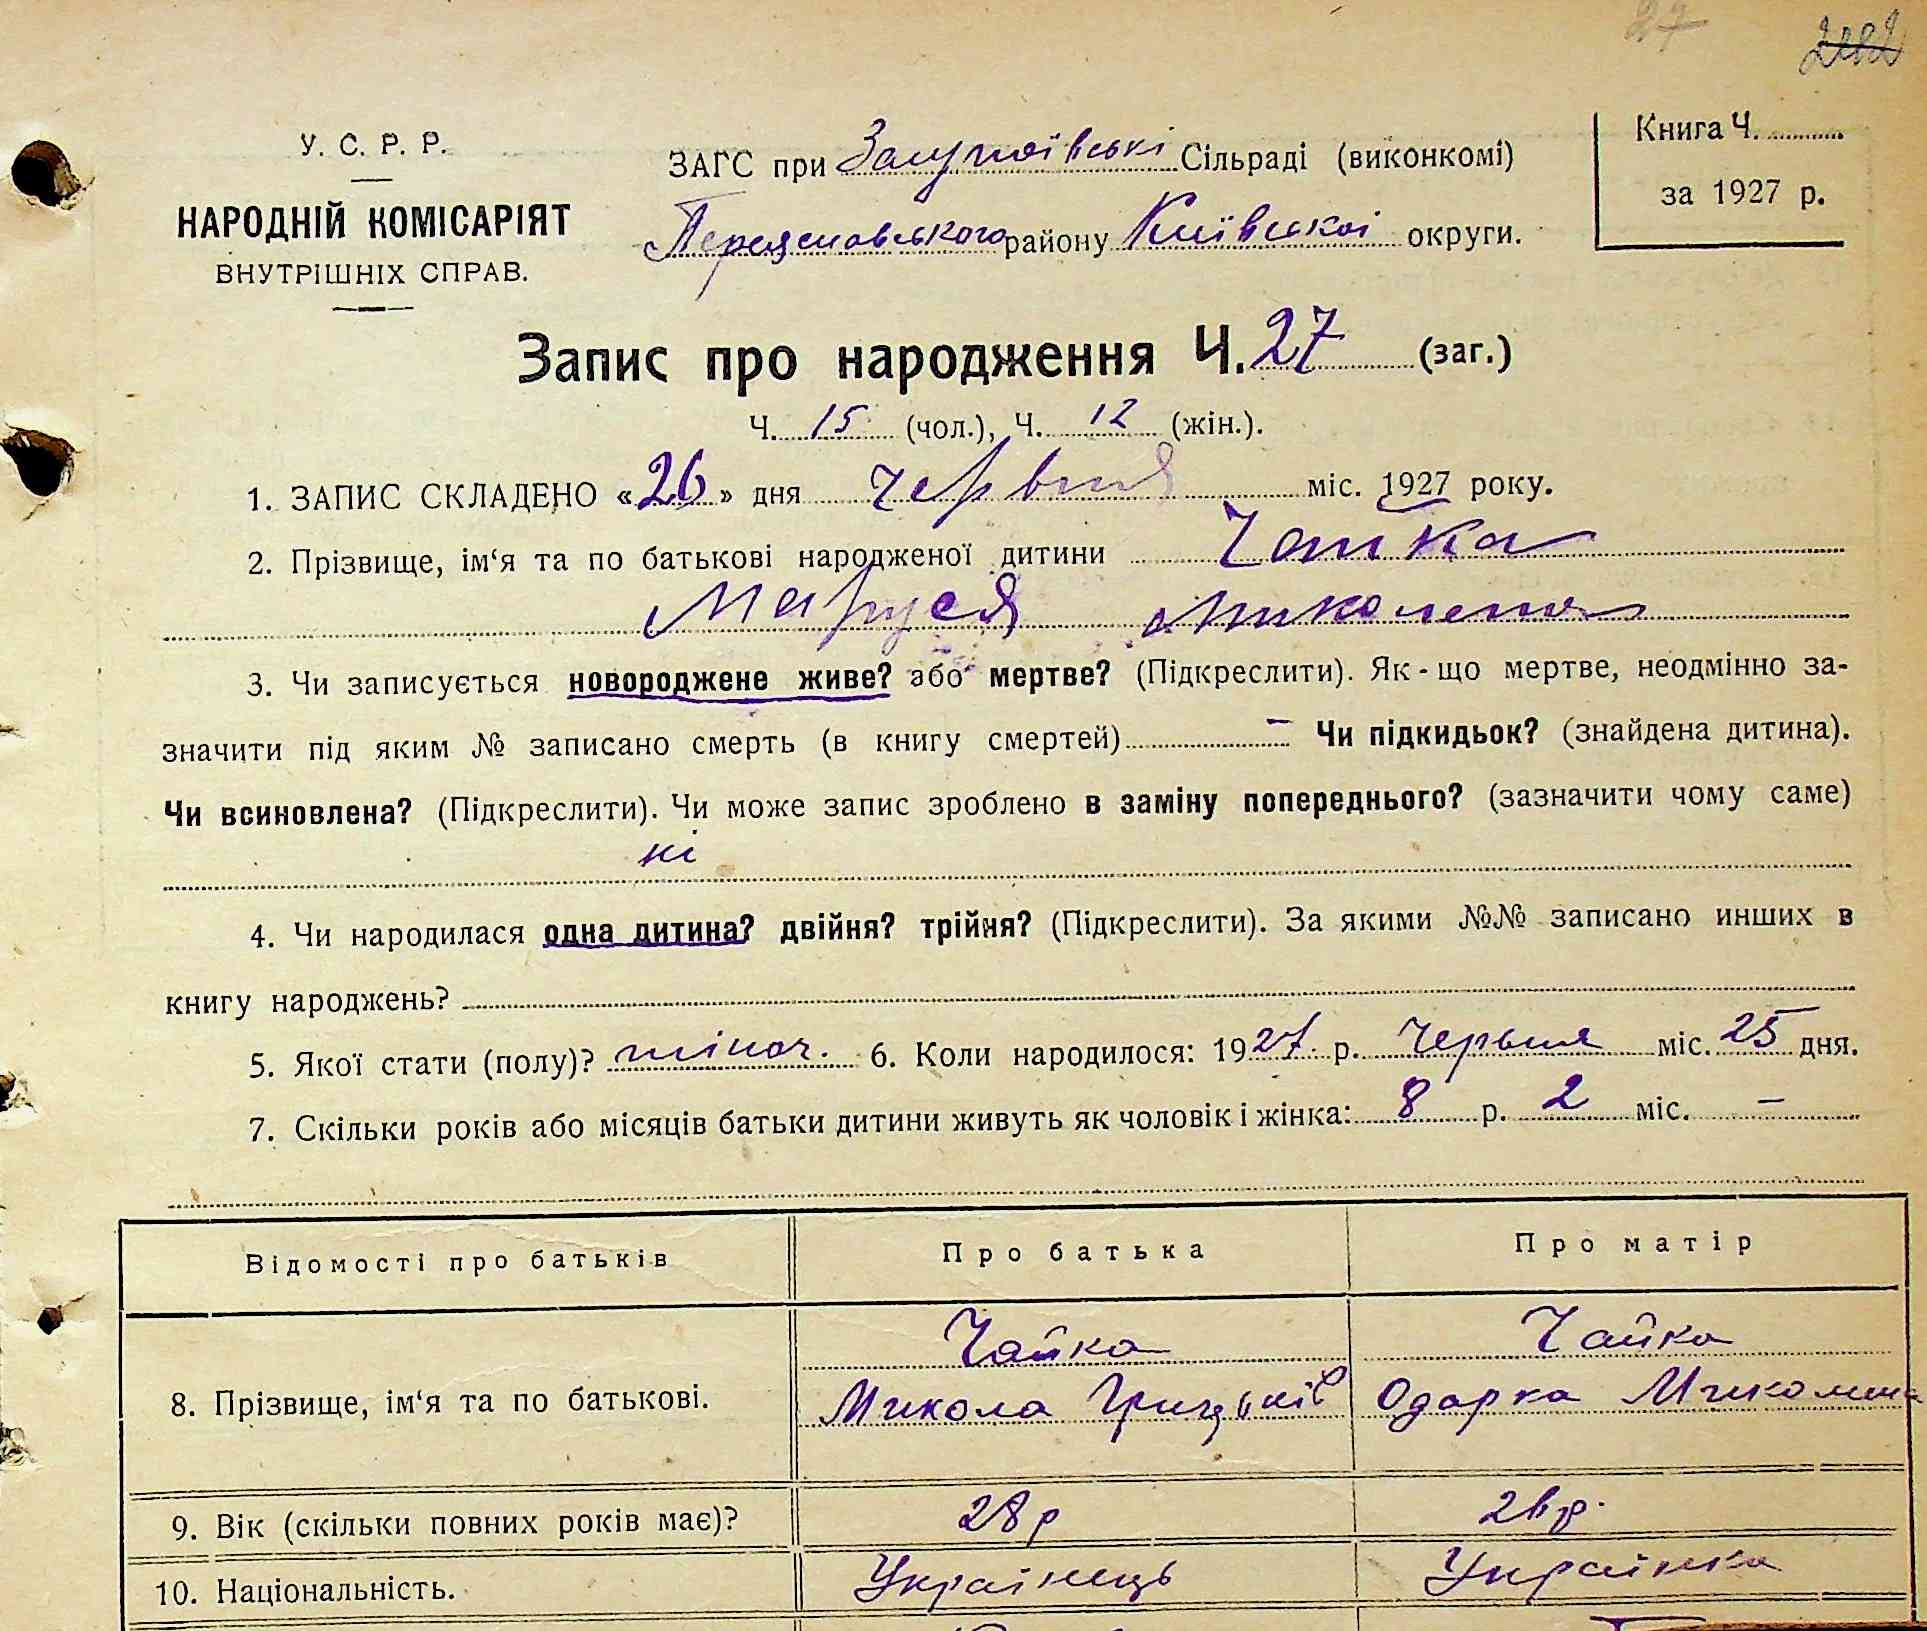 27
2282
У. С. Р. Р.
НАРОДНІЙ КОМІСАРІЯТ
ВНУТРІШНІХ СПРАВ.
ЗАГС при Сільраді (виконкомі)
району Київської округи.
Книга Ч.
за 1927 р.
Запис про народження Ч. 27 (заг.)
Ч. 15 (чол.), Ч. 12 (жін.).
1. ЗАПИС СКЛАДЕНО «26» дня червня міс. 1927 року.
2. Прізвище, ім‘я та по батькові народженої дитини Чайка
Маруся
3. Чи записується новороджене живе? або мертве? (Підкреслити). Як-що мертве, неодмінно за-
значити під яким № записано смерть (в книгу смертей) – Чи підкидьок? (знайдена дитина).
Чи всиновлена? (Підкреслити). Чи може запис зроблено в заміну попереднього? (зазначити чому саме)
ні
4. Чи народилася одна дитина? двійня? трійня? (Підкреслити). За якими №№ записано инших в
книгу народжень?
5. Якої стати (полу)? жіноч. 6. Коли народилося: 1927 р. Червня міс. 25 дня.
7. Скільки років або місяців батьки дитини живуть як чоловік і жінка: 8 р. 2 міс. –
Відомості про батьків Про батька Про матір
Чайка Чайка
8. Прізвище, ім‘я та по батькові. Микола Одарка
9. Вік (скільки повних років має)? 28 р 26 р.
10. Національність. Українець Українка